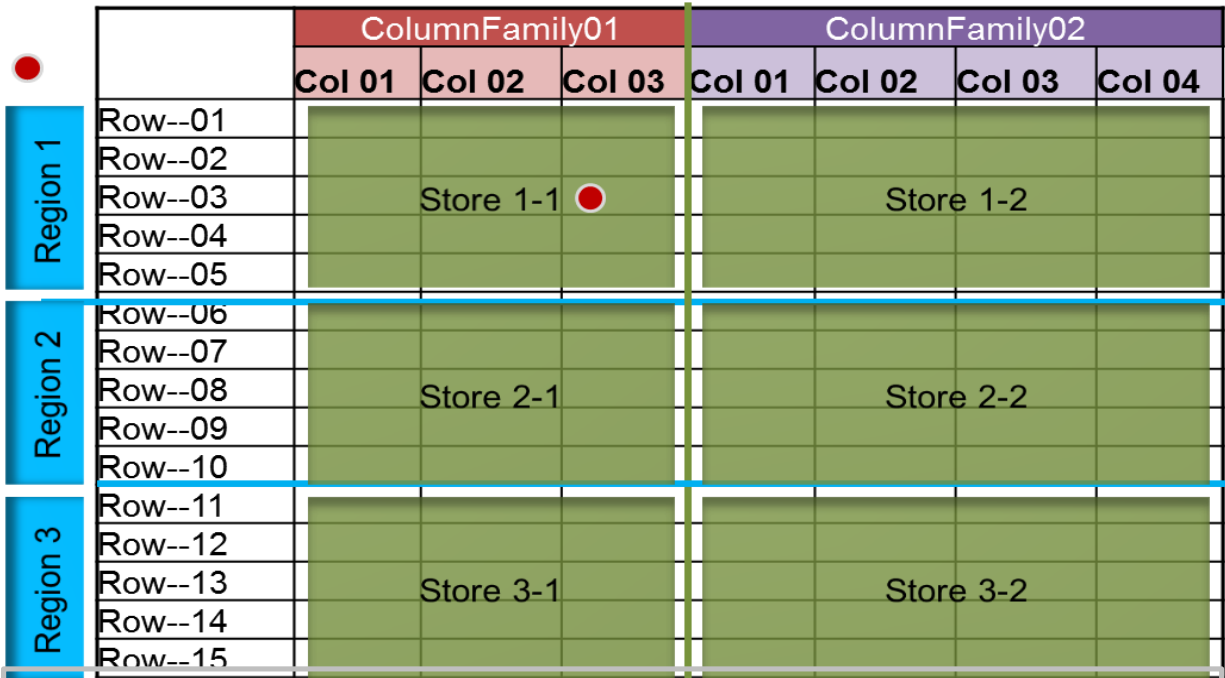 ColumnFamily01 ColumnFamily02
Col 01 Col 02 Col 03 Col 01 Col 02 Col 03 Col 04
Region 1
Row--01
Row--02
Row--03 Store 1-1 Store 1-2
Row--04
Row--05
Region 2
Row--06
Row--07
Row--08 Store 2-1 Store 2-2
Row--09
Row--10
Region 3
Row--11
Row--12
Row--13 Store 3-1 Store 3-2
Row--14
Row--15